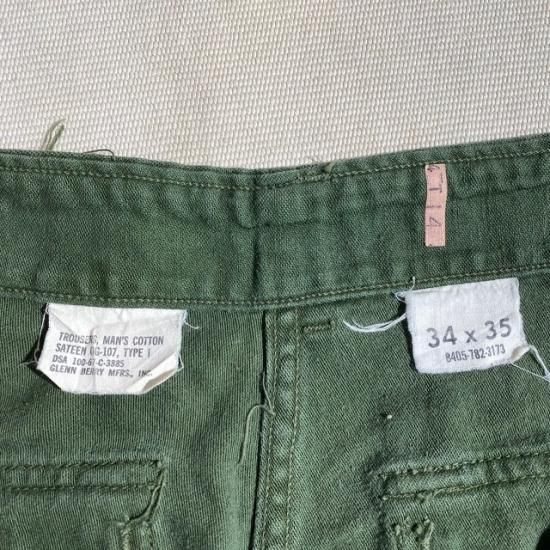 TROUSERS, MAN'S COTTON
SATEEN OG-107, TYPE I
DSA 100-67-C-3885
GLENN BERRY MFRS., INC.
34 x 35
8405-782-3173
T 14